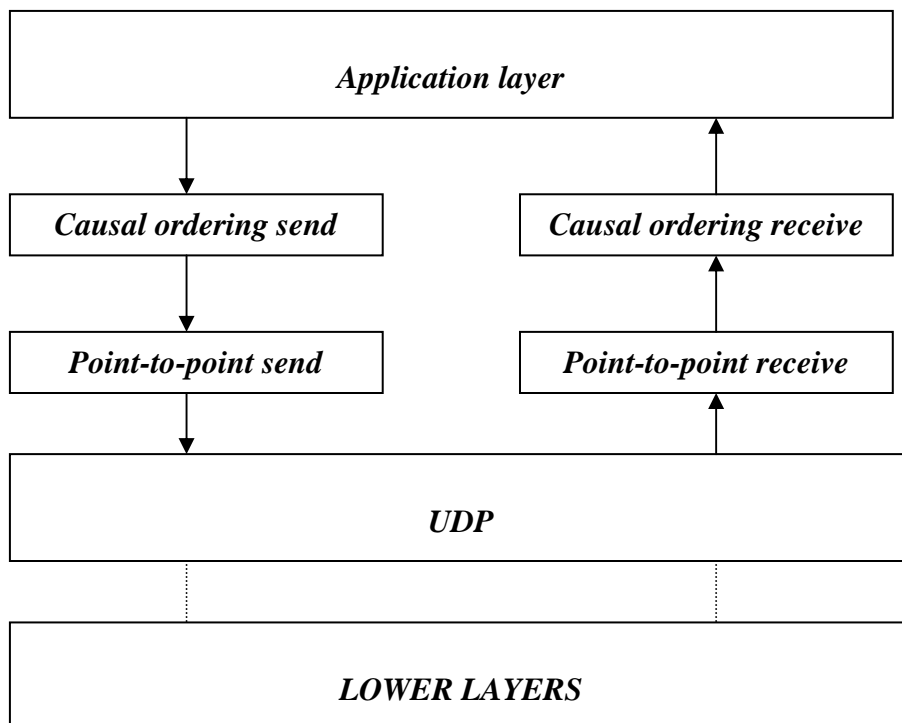 Application layer
Causal ordering send
Causal ordering receive
Point-to-point send
Point-to-point receive
UDP
LOWER LAYERS